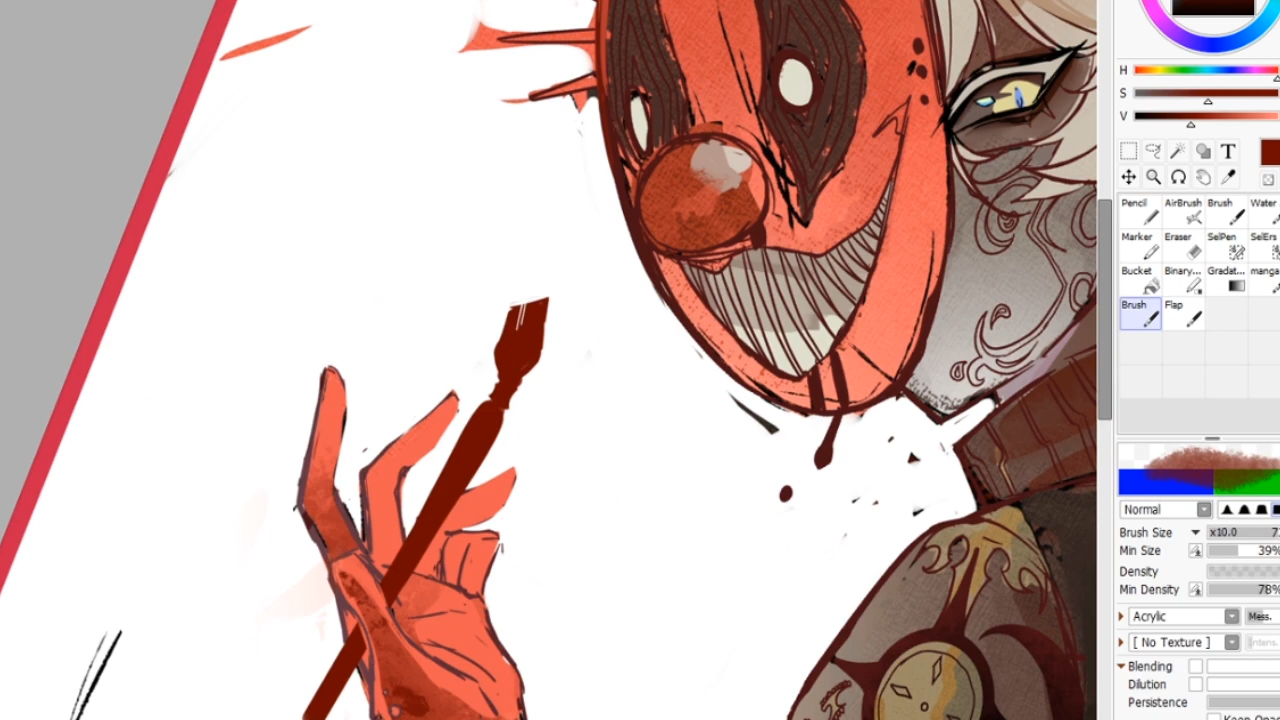 H
S
V
T
Pencil AirBrush Brush Water
Marker Eraser SelPen SelErs
Bucket Binary... Gradat... manga
Brush Flap
Normal
Brush Size x10.0
Min Size 39%
Density
Min Density 78%
Acrylic Mess.
[ No Texture ] Intens.
Blending
Dilution
Persistence